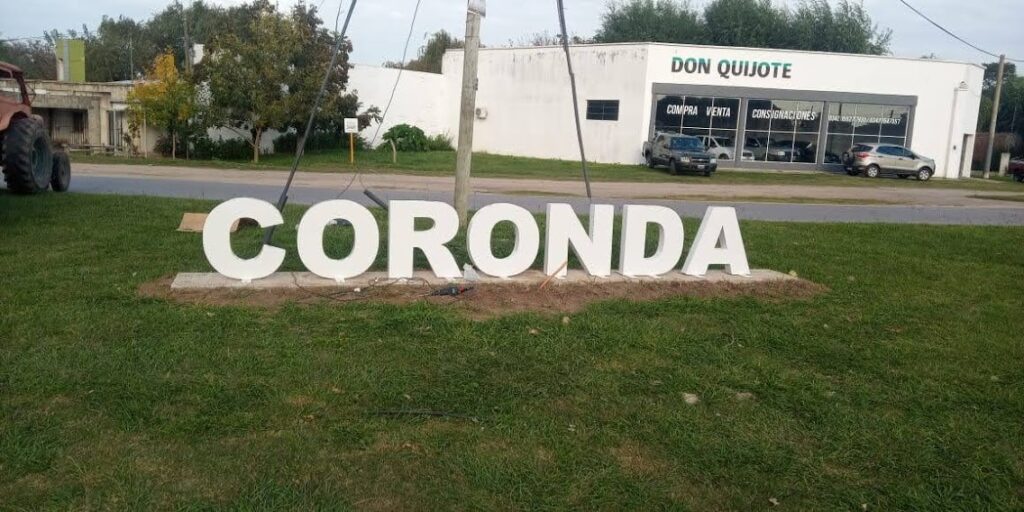 DON QUIJOTE
COMPRA VENTA
CONSIGNACIONES
CORONDA